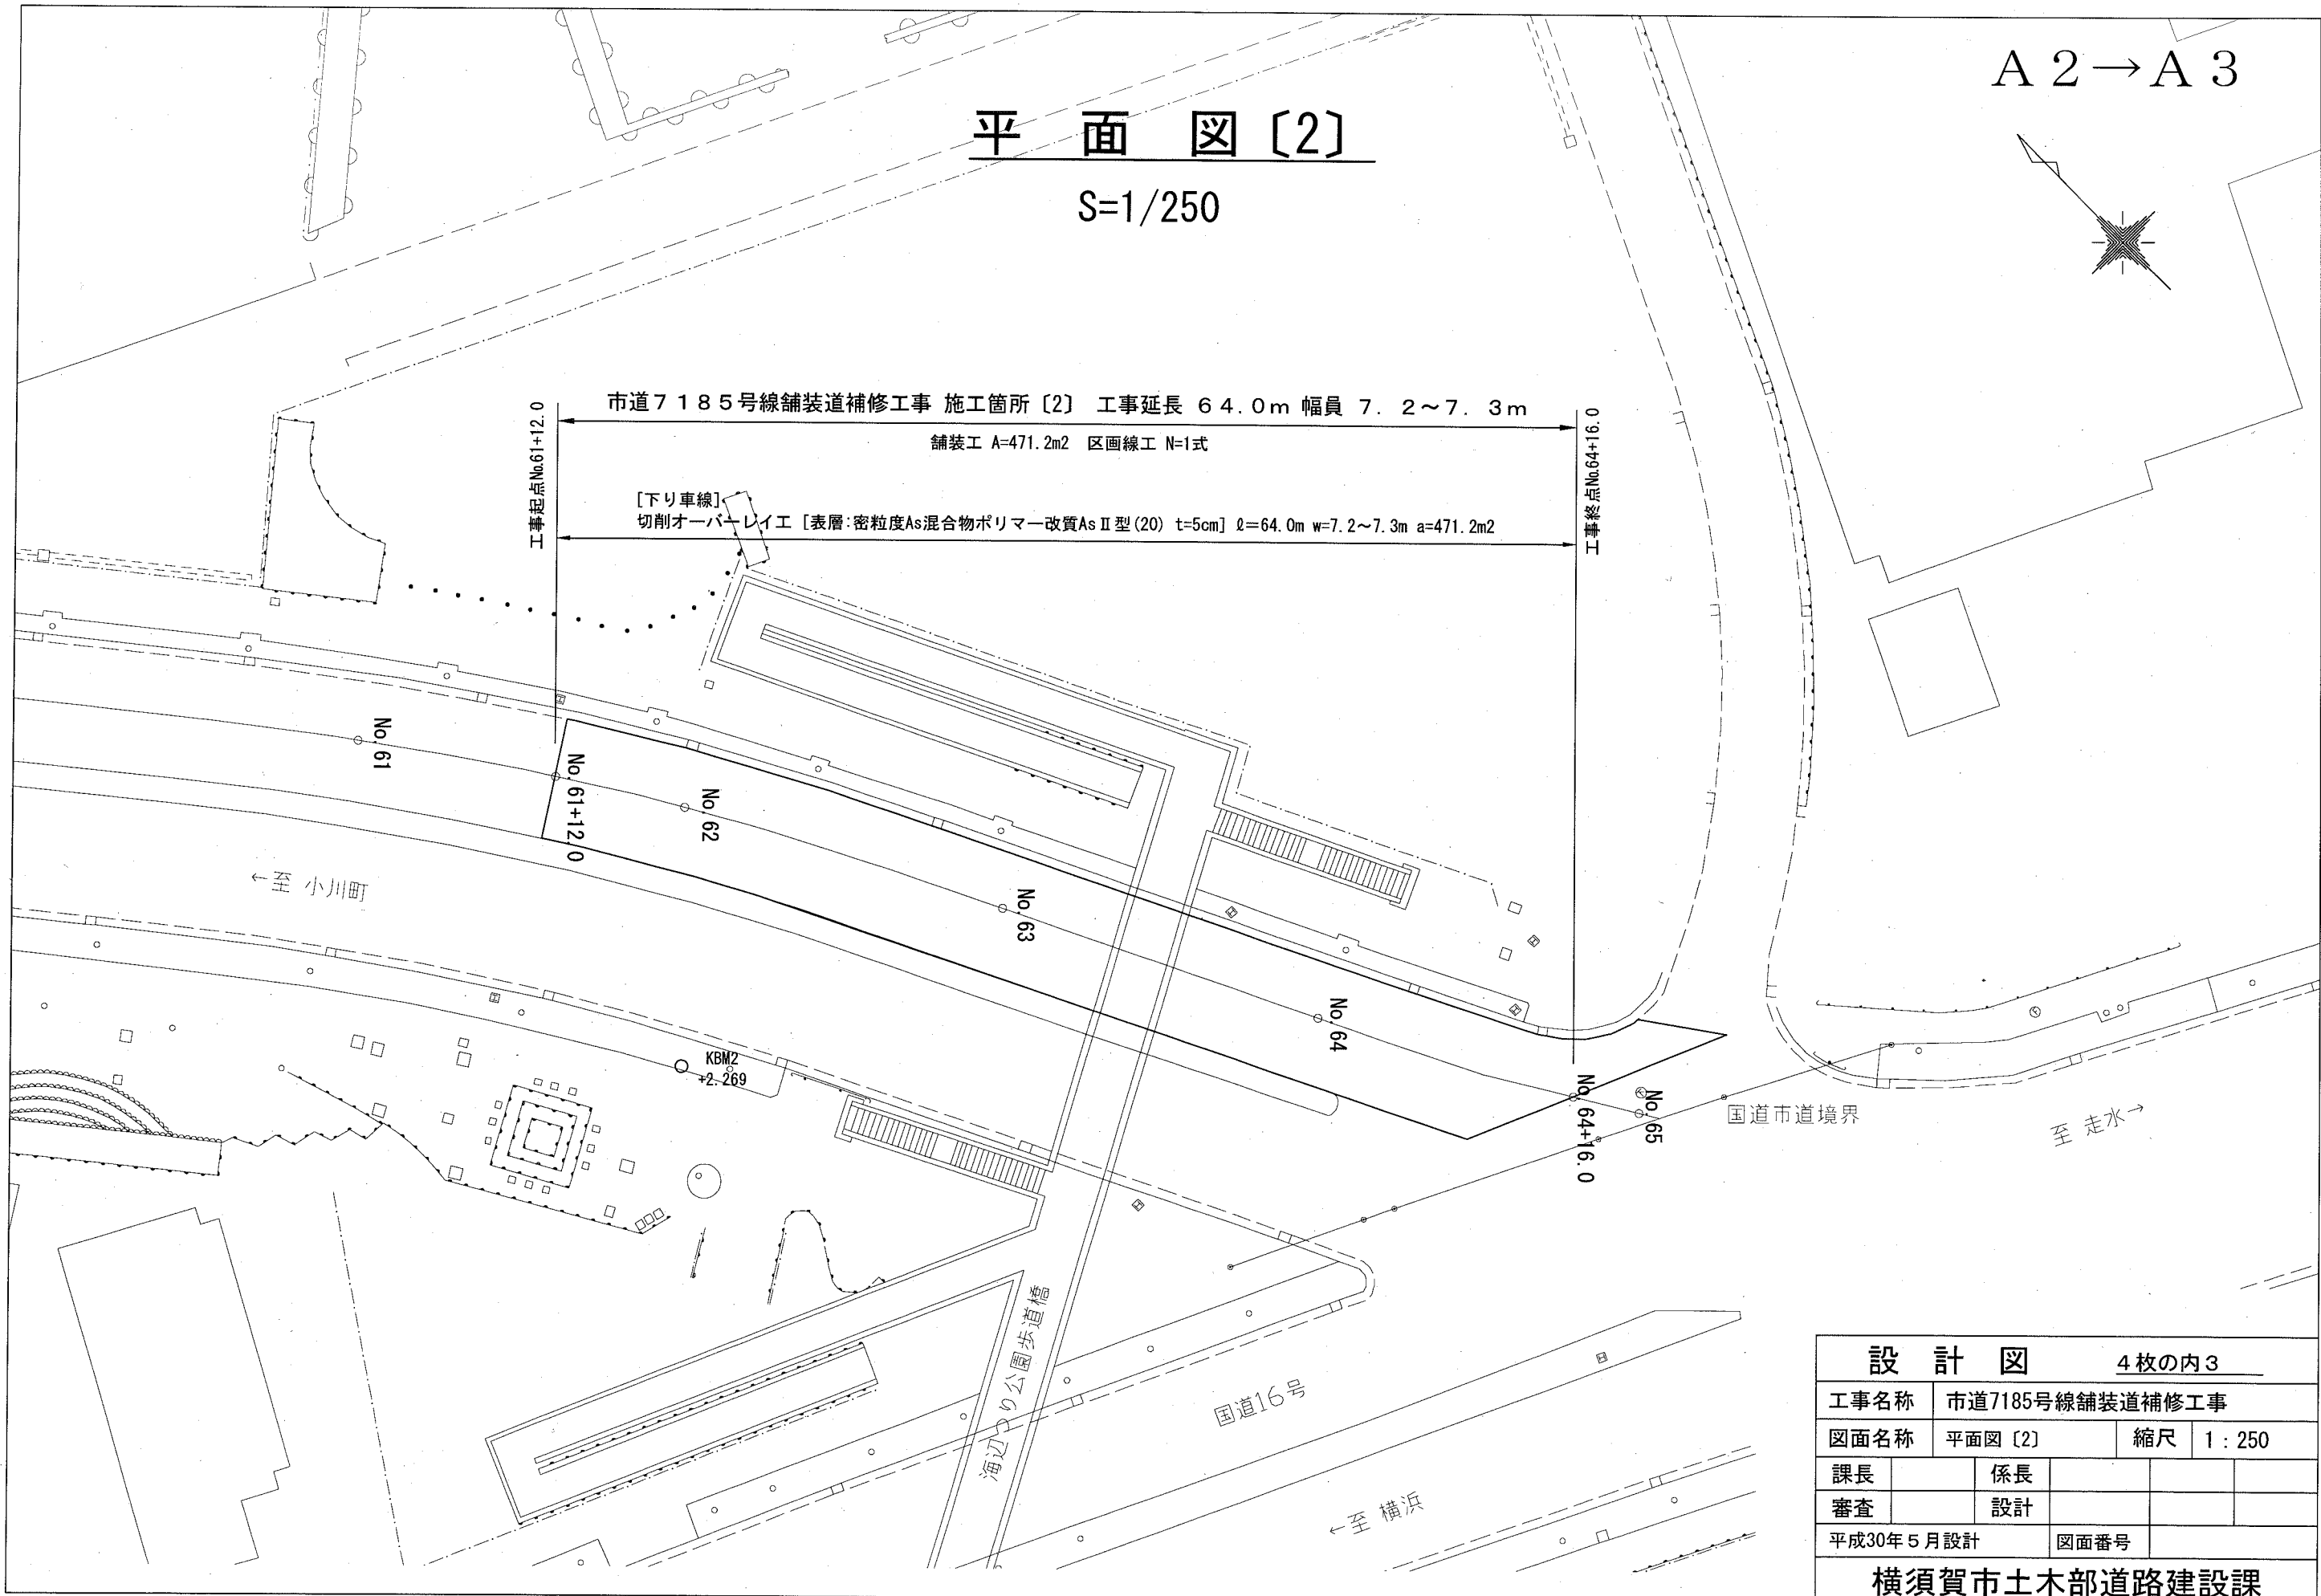 A2→A3
平面図〔2〕
S=1/250
市道7185号線舗装道補修工事 施工箇所〔2〕 工事延長 64.0m 幅員 7.2～7.3m
舗装工 A=471.2m2 区画線工 N=1式
[下り車線]
切削オーバーレイ工 [表層:密粒度As混合物ポリマー改質AsⅡ型(20) t=5cm] ℓ=64.0m w=7.2～7.3m a=471.2m2
工事起点No.61+12.0
工事終点No.64+16.0
No.61
No.61+12.0
No.62
No.63
No.64
No.64+16.0
No.65
←至 小川町
KBM2
+2.269
国道市道境界
至 走水→
海辺つり公園歩道橋
国道16号
←至 横浜
設計図 4枚の内3
工事名称 市道7185号線舗装道補修工事
図面名称 平面図〔2〕 縮尺 1:250
課長 係長
審査 設計
平成30年5月設計 図面番号
横須賀市土木部道路建設課